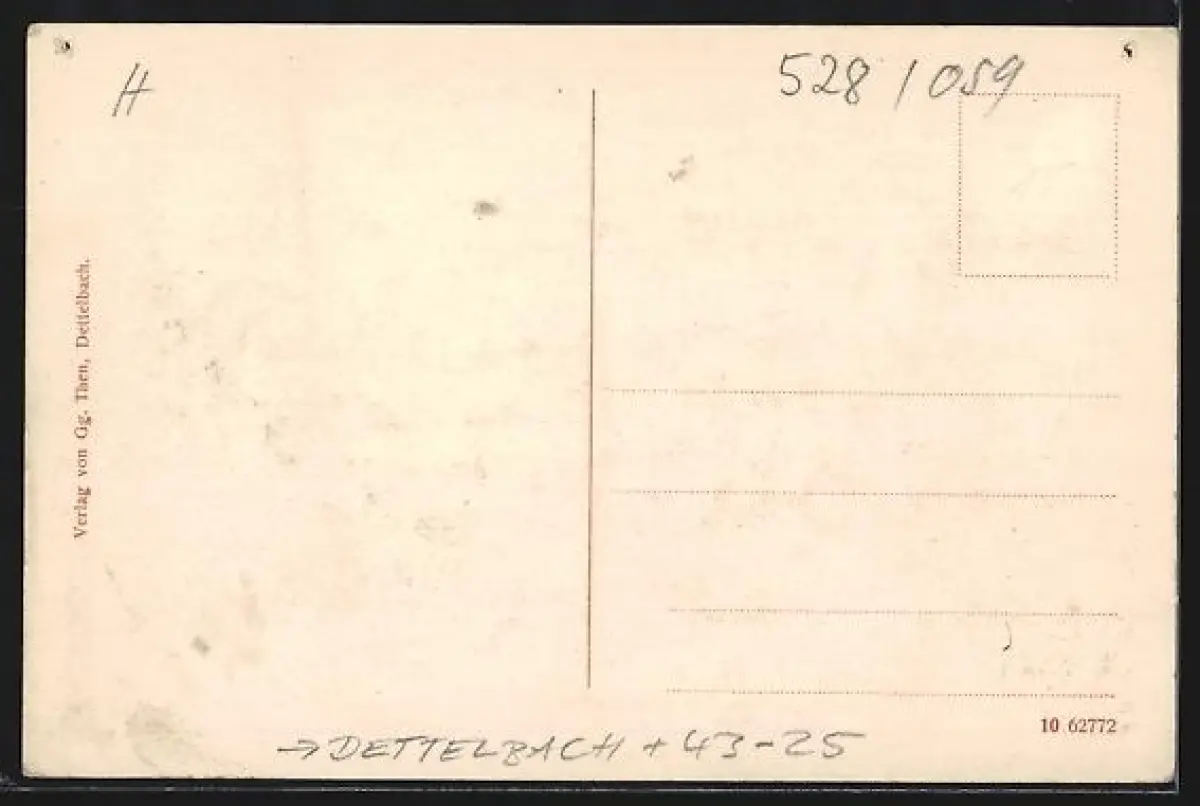 H
528 / 059
Verlag von Gg. Then, Dettelbach.
10 62772
→ DETTELBACH + 43-25